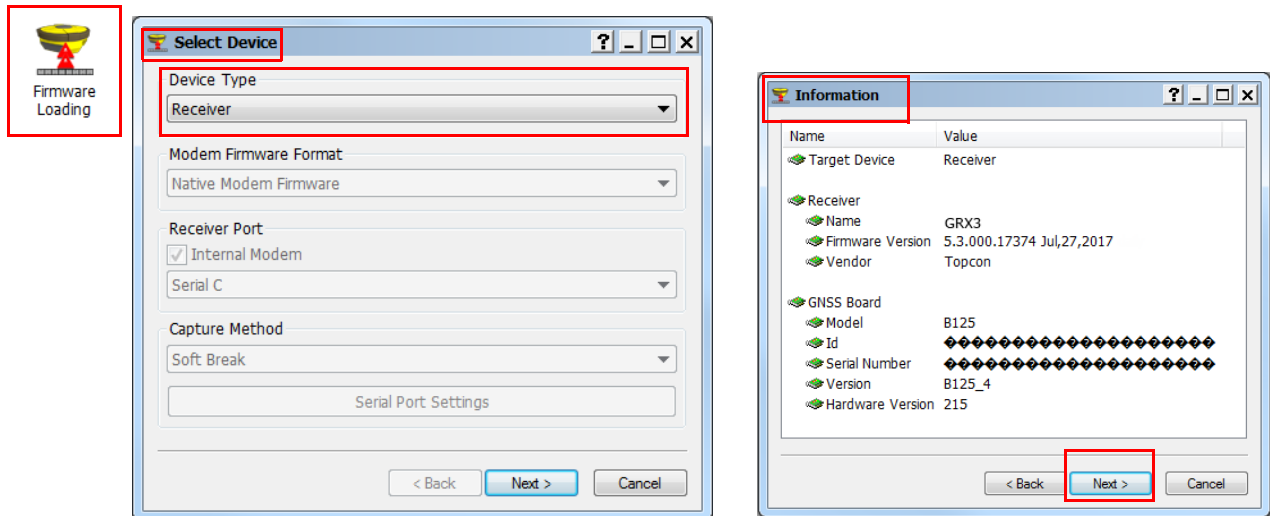 Firmware
Loading
Select Device
Device Type
Receiver
Modem Firmware Format
Native Modem Firmware
Receiver Port
Internal Modem
Serial C
Capture Method
Soft Break
Serial Port Settings
< Back Next > Cancel
Information
Name Value
Target Device Receiver
Receiver
Name GRX3
Firmware Version 5.3.000.17374 Jul,27,2017
Vendor Topcon
GNSS Board
Model B125
Id
Serial Number
Version B125_4
Hardware Version 215
< Back Next > Cancel